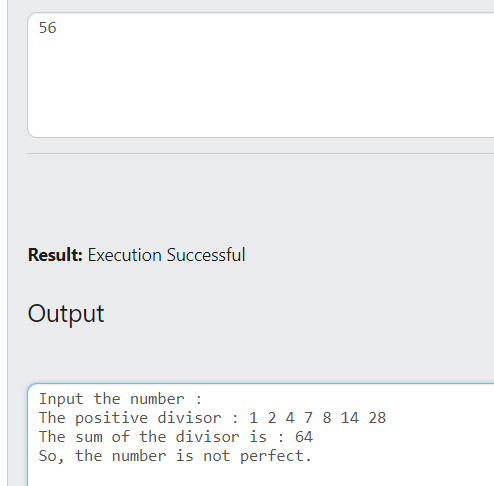 56
Result: Execution Successful
Output
Input the number :
The positive divisor : 1 2 4 7 8 14 28
The sum of the divisor is : 64
So, the number is not perfect.